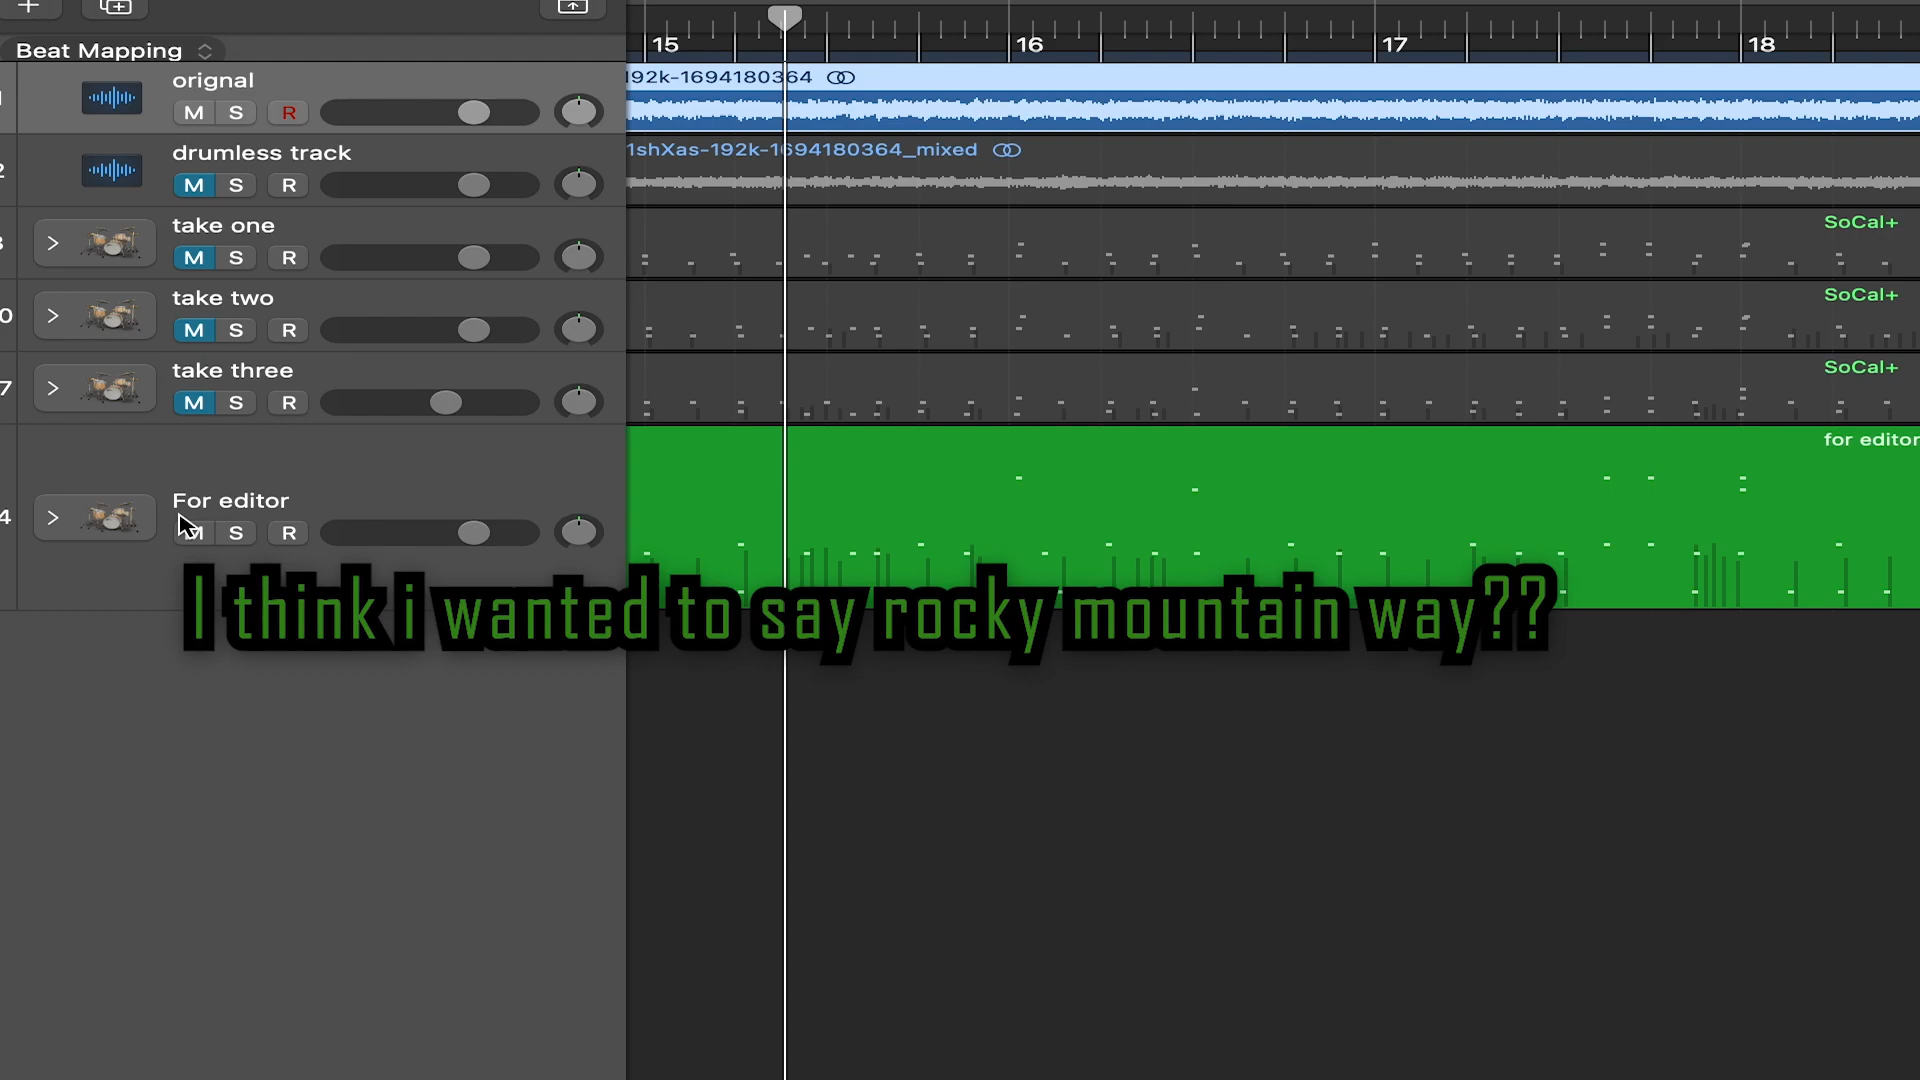 Beat Mapping
15
16
17
18
orignal
M S R
192k-1694180364
drumless track
M S R
1shXas-192k-1694180364_mixed
take one
M S R
SoCal+
take two
M S R
SoCal+
take three
M S R
SoCal+
For editor
M S R
for editor
I think i wanted to say rocky mountain way??